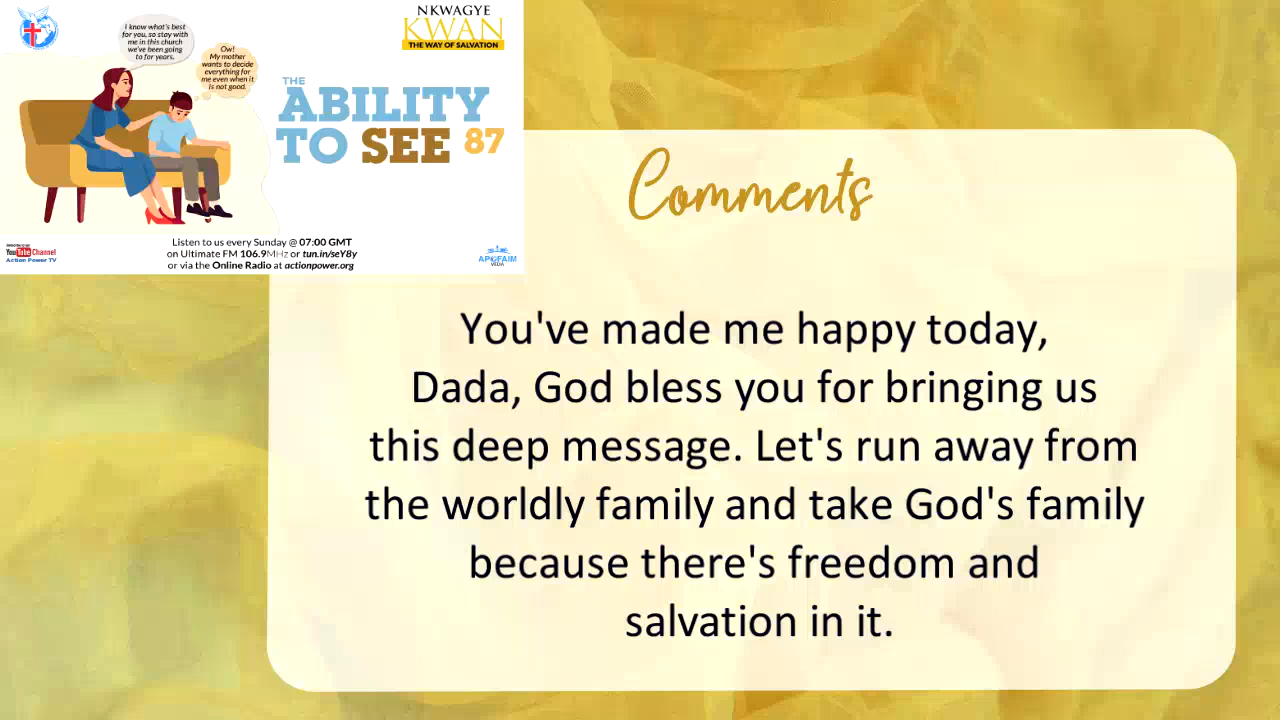 I know what's best
for you, so stay with
me in this church
we've been going
to for years.
Ow!
My mother
wants to decide
everything for
me even when it
is not good.
NKWAGYE
KWAN
THE WAY OF SALVATION
THE
ABILITY
TO SEE 87
Listen to us every Sunday @ 07:00 GMT
on Ultimate FM 106.9MHz or tun.in/seY8y
or via the Online Radio at actionpower.org
YouTube Channel
Action Power TV
APOFAIM
MEDIA
Comments
You've made me happy today,
Dada, God bless you for bringing us
this deep message. Let's run away from
the worldly family and take God's family
because there's freedom and
salvation in it.